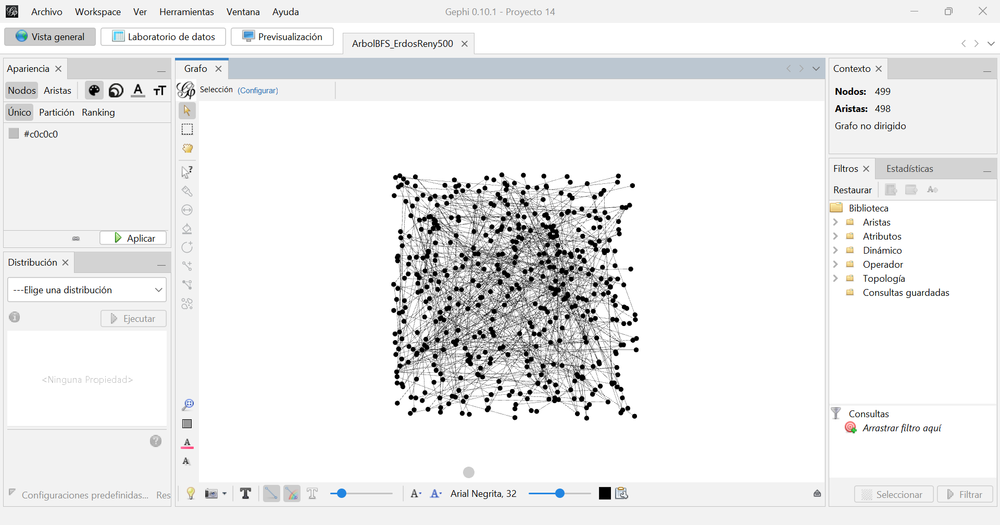 Archivo Workspace Ver Herramientas Ventana Ayuda
Gephi 0.10.1 - Proyecto 14
Vista general Laboratorio de datos Previsualización
ArbolBFS_ErdosReny500
Apariencia
Nodos Aristas
Único Partición Ranking
#c0c0c0
Aplicar
Distribución
---Elige una distribución
Ejecutar
<Ninguna Propiedad>
Configuraciones predefinidas... Res
Grafo
Selección (Configurar)
Arial Negrita, 32
Contexto
Nodos: 499
Aristas: 498
Grafo no dirigido
Filtros Estadísticas
Restaurar
Biblioteca
Aristas
Atributos
Dinámico
Operador
Topología
Consultas guardadas
Consultas
Arrastrar filtro aquí
Seleccionar Filtrar